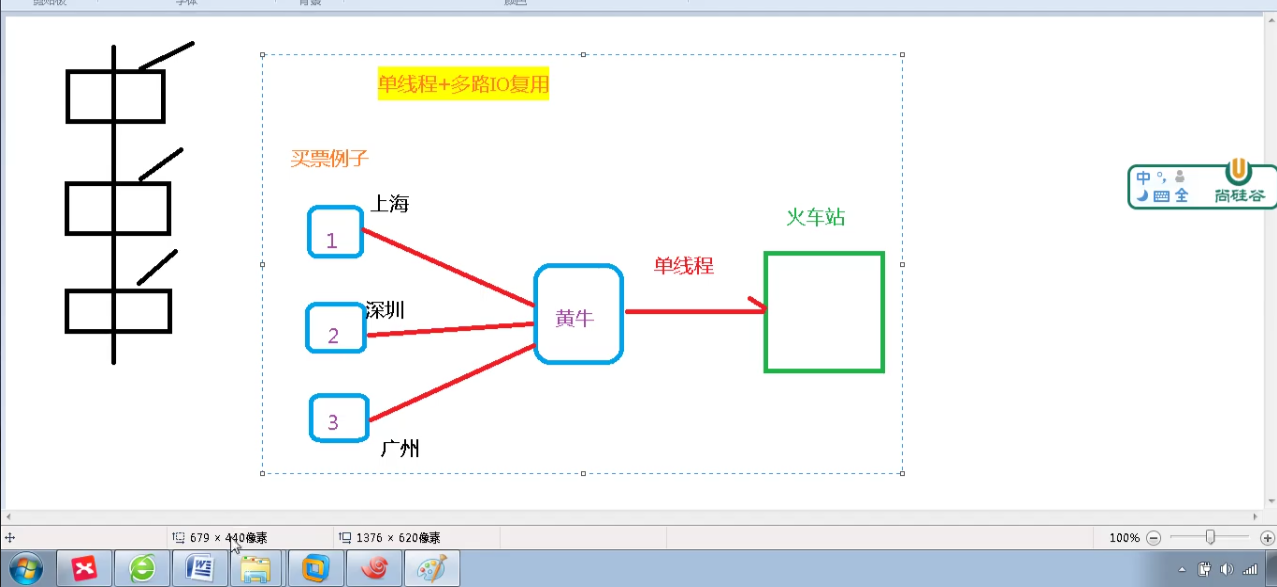 单线程+多路IO复用
买票例子
上海
1
深圳
2
3
广州
黄牛
单线程
火车站
中
全
尚硅谷
679 × 440像素
1376 × 620像素
100%